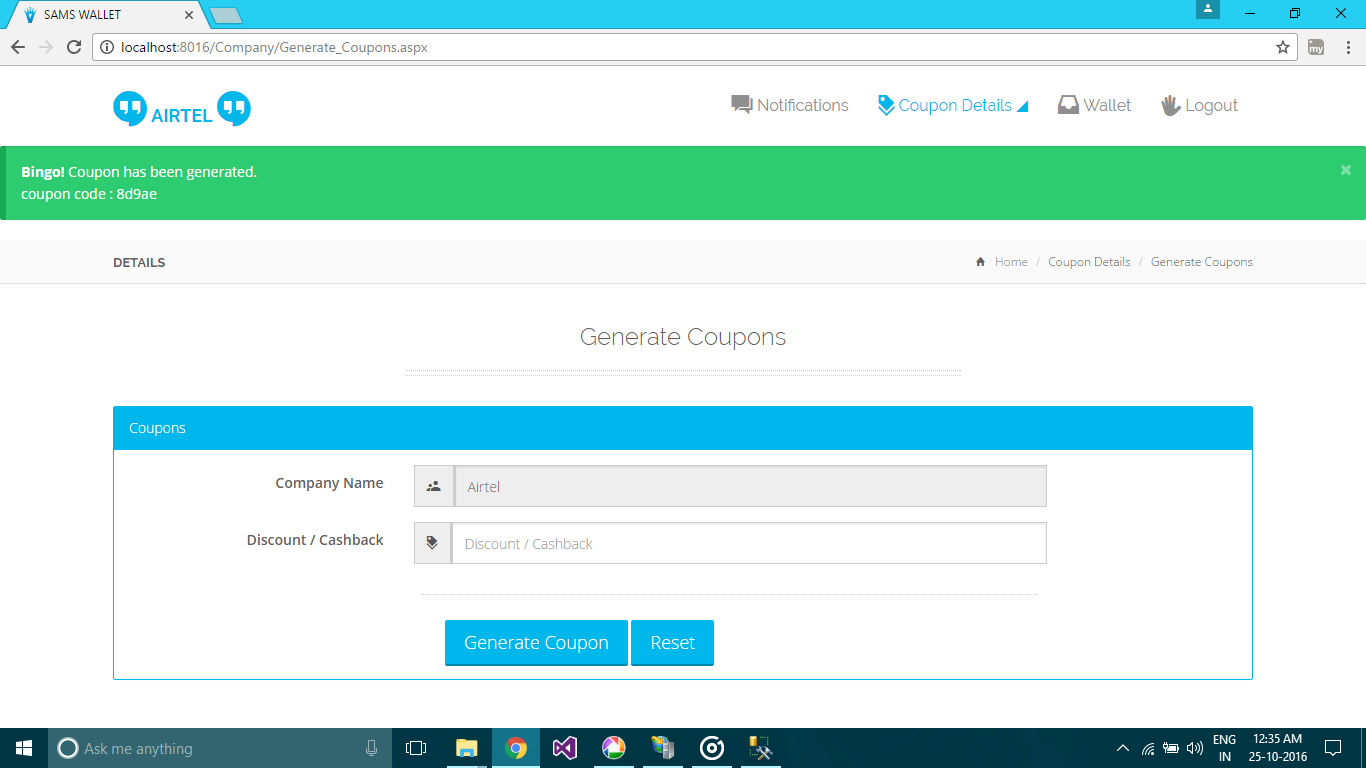 SAMS WALLET
localhost:8016/Company/Generate_Coupons.aspx
my
AIRTEL
Notifications
Coupon Details
Wallet
Logout
Bingo! Coupon has been generated.
coupon code : 8d9ae
DETAILS
Home / Coupon Details / Generate Coupons
Generate Coupons
Coupons
Company Name
Airtel
Discount / Cashback
Discount / Cashback
Generate Coupon
Reset
Ask me anything
ENG
IN
12:35 AM
25-10-2016